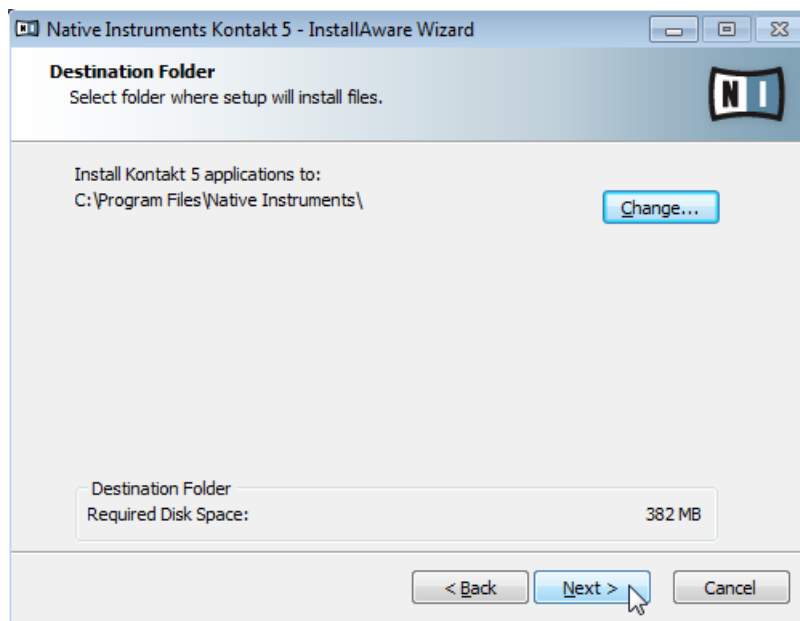 Native Instruments Kontakt 5 - InstallAware Wizard
Destination Folder
Select folder where setup will install files.
N I
Install Kontakt 5 applications to:
C:\Program Files\Native Instruments\
Change...
Destination Folder
Required Disk Space: 382 MB
< Back Next > Cancel